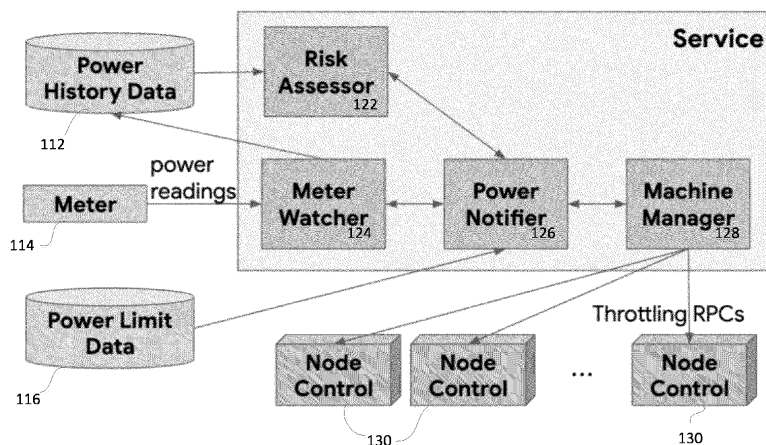 Service
Power
History Data
112
Risk
Assessor
122
power
readings
Meter
114
Meter
Watcher
124
Power
Notifier
126
Machine
Manager
128
Power Limit
Data
116
Throttling RPCs
Node
Control
Node
Control
...
Node
Control
130
130